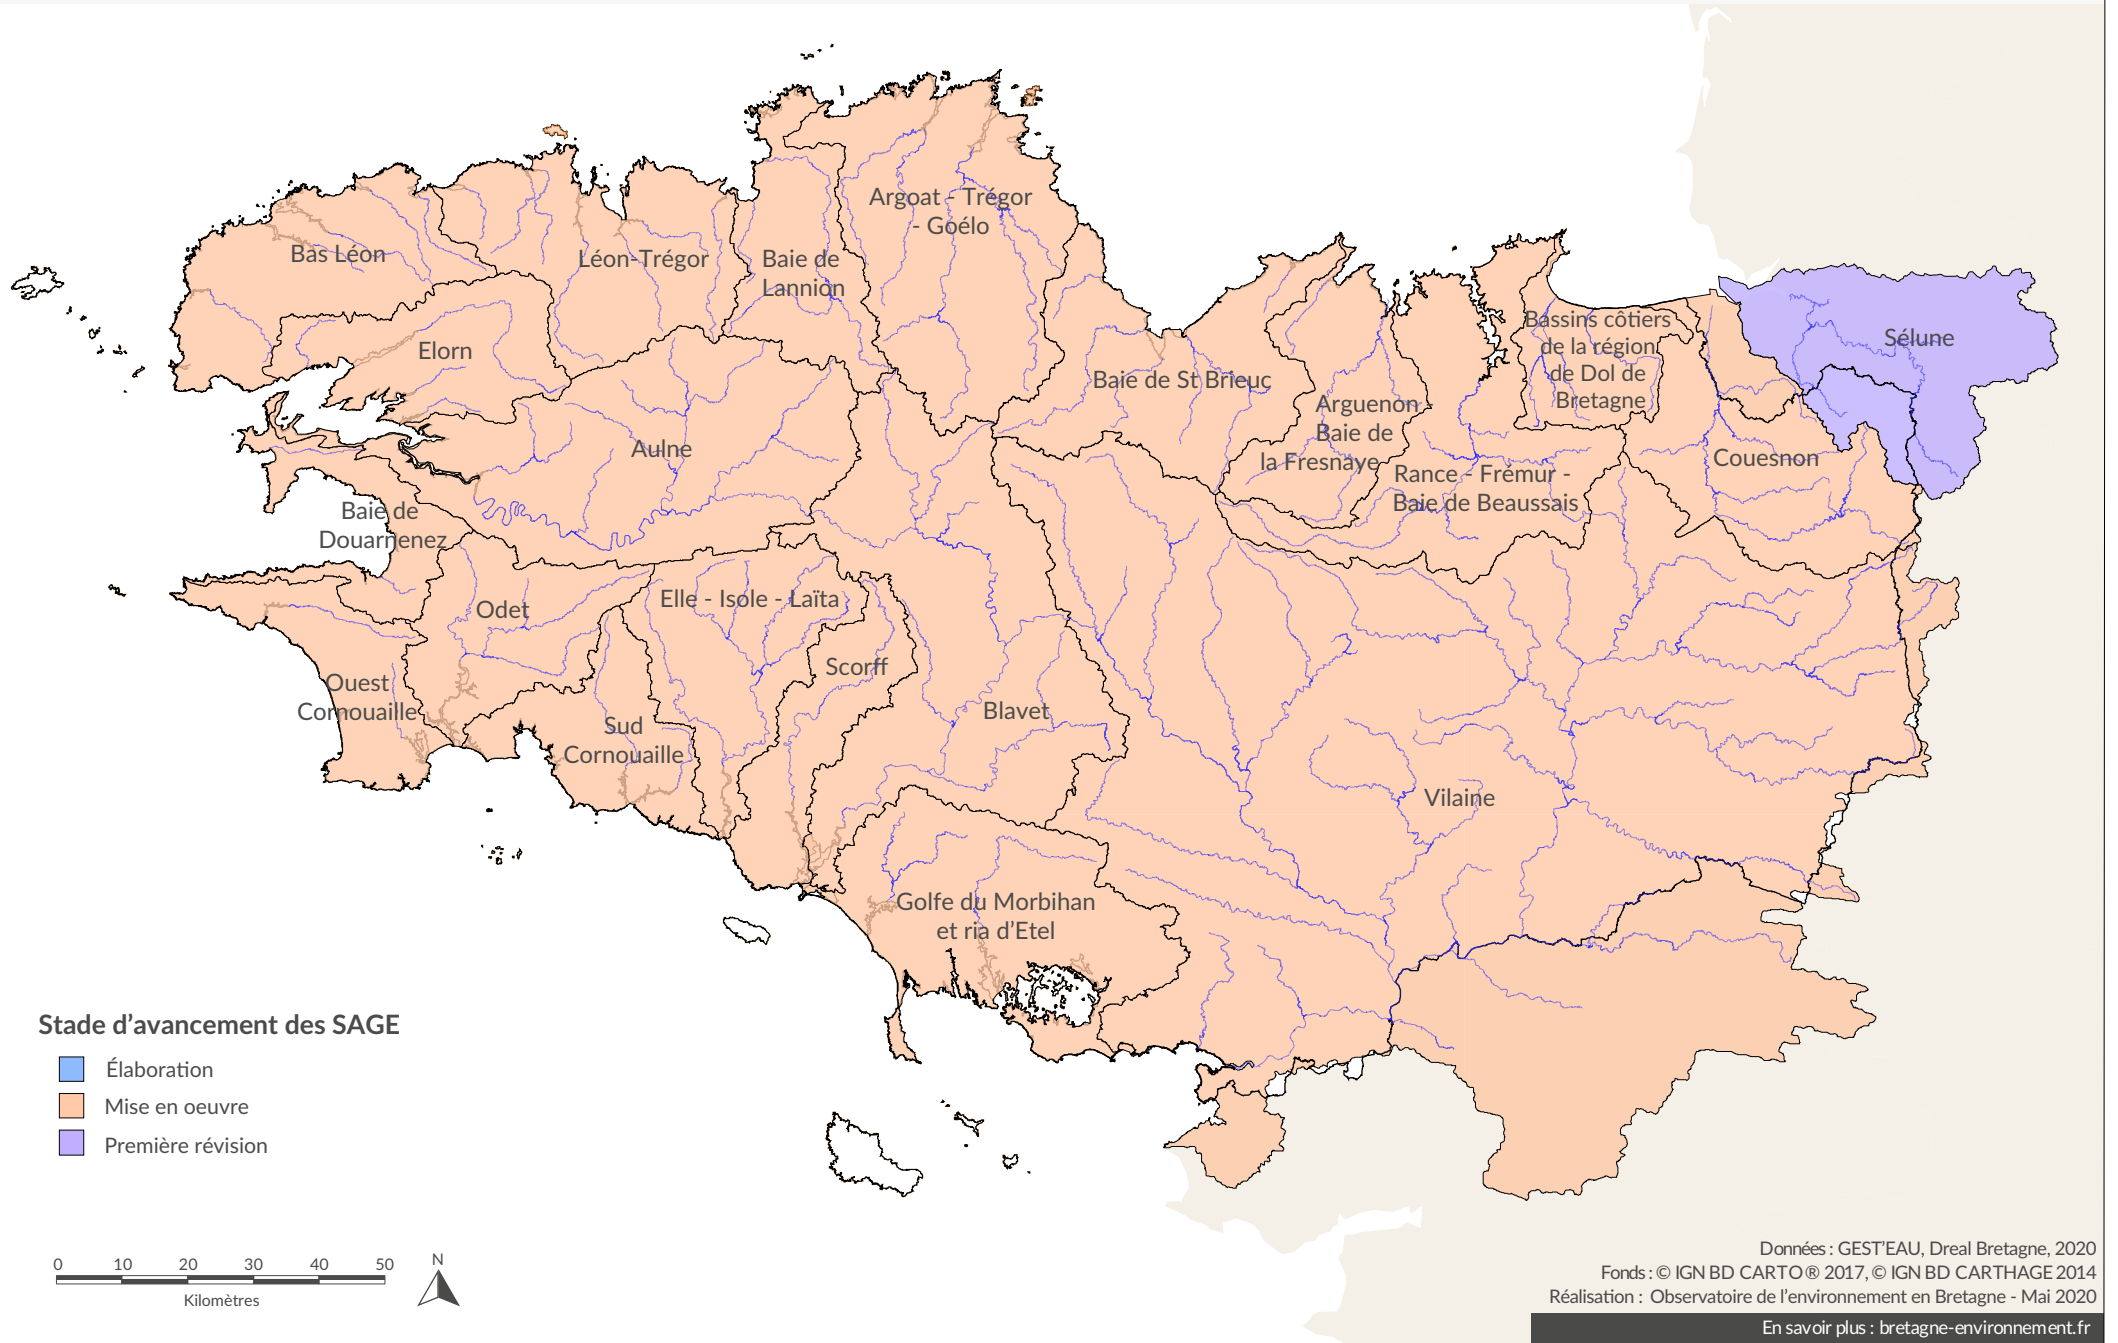 Argoat - Trégor
- Goélo
Bas Léon
Léon-Trégor
Baie de
Lannion
Elorn
Aulne
Baie de St Brieuc
Arguenon -
Baie de
la Fresnaye
Bassins côtiers
de la région
de Dol de
Bretagne
Sélune
Couesnon
Rance - Frémur -
Baie de Beaussais
Baie de
Douarnenez
Odet
Elle - Isole - Laïta
Scorff
Ouest
Cornouaille
Sud
Cornouaille
Blavet
Vilaine
Golfe du Morbihan
et ria d'Etel
Stade d’avancement des SAGE
Élaboration
Mise en oeuvre
Première révision
0 10 20 30 40 50
Kilomètres
N
Données : GEST'EAU, Dreal Bretagne, 2020
Fonds : © IGN BD CARTO ® 2017, © IGN BD CARTHAGE 2014
Réalisation : Observatoire de l'environnement en Bretagne - Mai 2020
En savoir plus : bretagne-environnement.fr